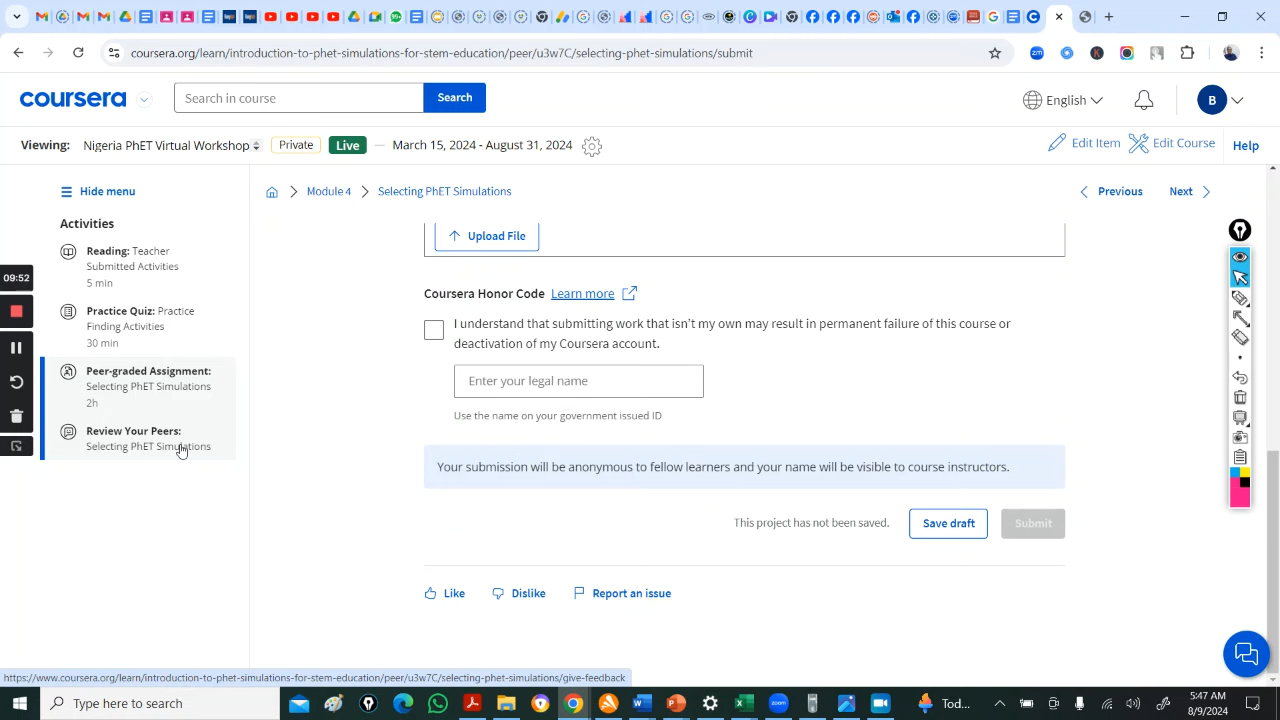 99+
coursera.org/learn/introduction-to-phet-simulations-for-stem-education/peer/u3w7C/selecting-phet-simulations/submit
zm
K
coursera
Search in course
Search
English
B
Viewing:
Nigeria PhET Virtual Workshop
Private
Live
— March 15, 2024 - August 31, 2024
Edit Item
Edit Course
Help
Hide menu
Module 4
Selecting PhET Simulations
Previous
Next
Activities
Reading: Teacher
Submitted Activities
5 min
Practice Quiz: Practice
Finding Activities
30 min
Peer-graded Assignment:
Selecting PhET Simulations
2h
Review Your Peers:
Selecting PhET Simulations
09:52
Upload File
Coursera Honor Code Learn more
I understand that submitting work that isn't my own may result in permanent failure of this course or
deactivation of my Coursera account.
Enter your legal name
Use the name on your government issued ID
Your submission will be anonymous to fellow learners and your name will be visible to course instructors.
This project has not been saved.
Save draft
Submit
Like
Dislike
Report an issue
https://www.coursera.org/learn/introduction-to-phet-simulations-for-stem-education/peer/u3w7C/selecting-phet-simulations/give-feedback
Type here to search
zoom
Tod...
5:47 AM
8/9/2024